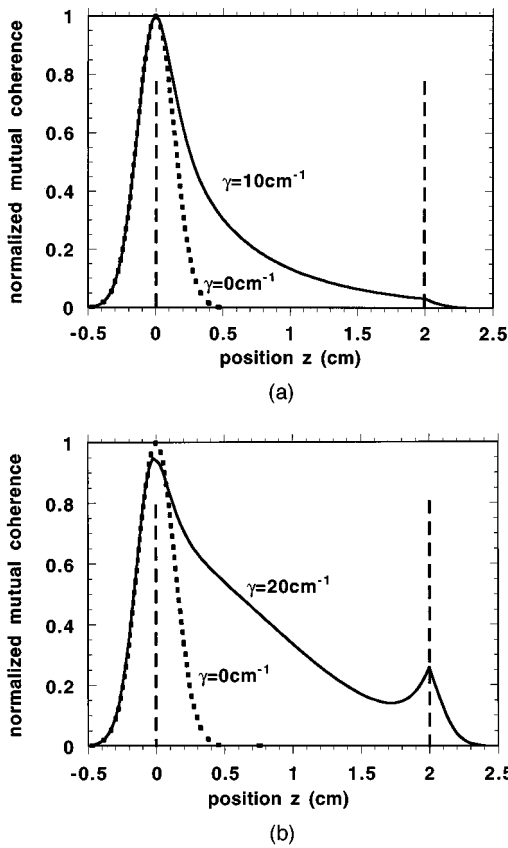 1
0.8
0.6
0.4
0.2
0
normalized mutual coherence
γ=10cm⁻¹
γ=0cm⁻¹
-0.5 0 0.5 1 1.5 2 2.5
position z (cm)
(a)
1
0.8
0.6
0.4
0.2
0
normalized mutual coherence
γ=20cm⁻¹
γ=0cm⁻¹
-0.5 0 0.5 1 1.5 2 2.5
position z (cm)
(b)